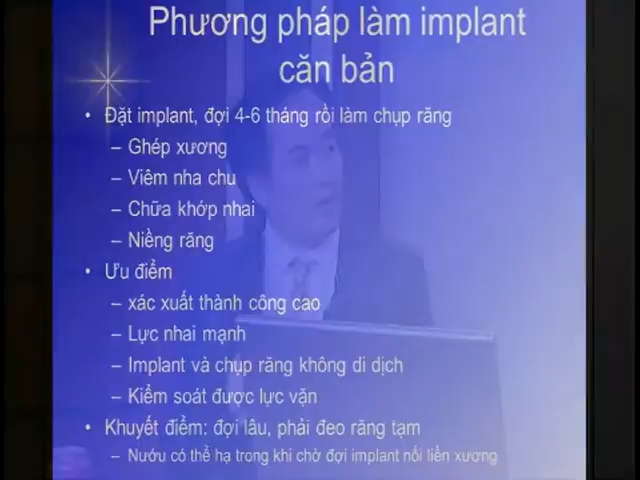 Phương pháp làm implant
căn bản
• Đặt implant, đợi 4-6 tháng rồi làm chụp răng
– Ghép xương
– Viêm nha chu
– Chữa khớp nhai
– Niềng răng
• Ưu điểm
– xác xuất thành công cao
– Lực nhai mạnh
– Implant và chụp răng không di dịch
– Kiểm soát được lực vặn
• Khuyết điểm: đợi lâu, phải đeo răng tạm
– Nướu có thể hạ trong khi chờ đợi implant nối liền xương